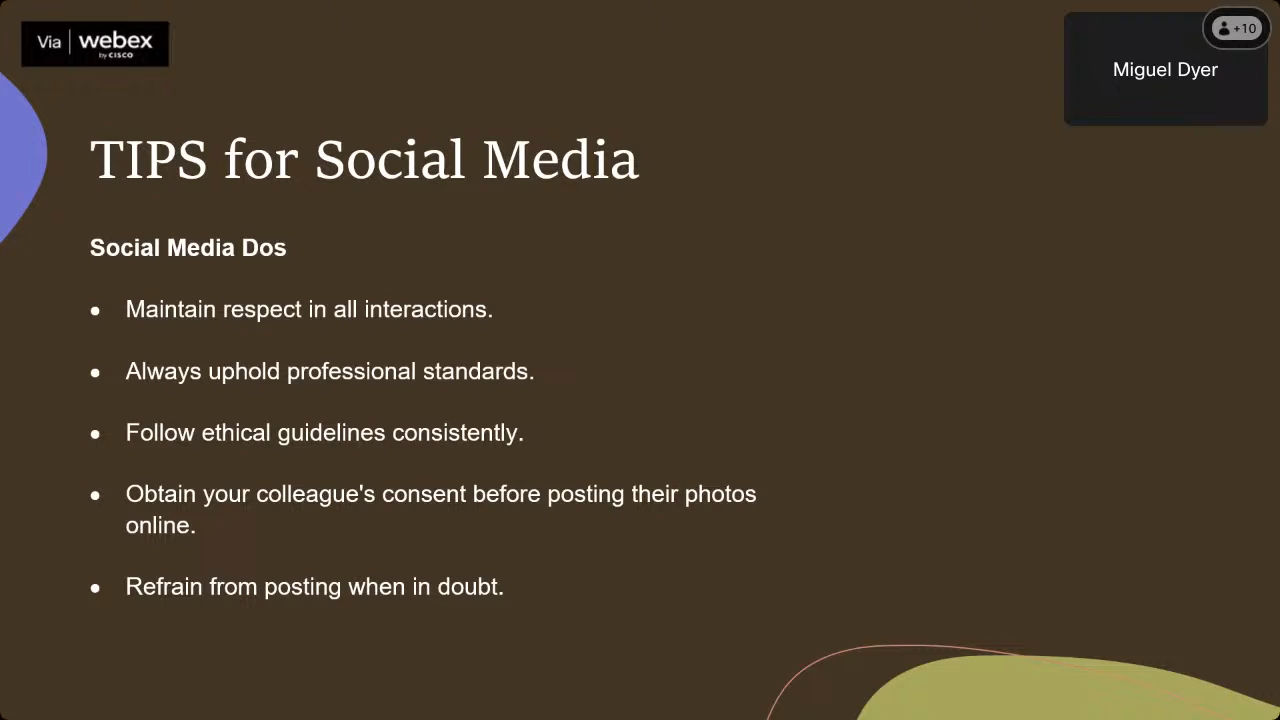 Via | webex
by CISCO
+10
Miguel Dyer
TIPS for Social Media
Social Media Dos
• Maintain respect in all interactions.
• Always uphold professional standards.
• Follow ethical guidelines consistently.
• Obtain your colleague's consent before posting their photos
online.
• Refrain from posting when in doubt.